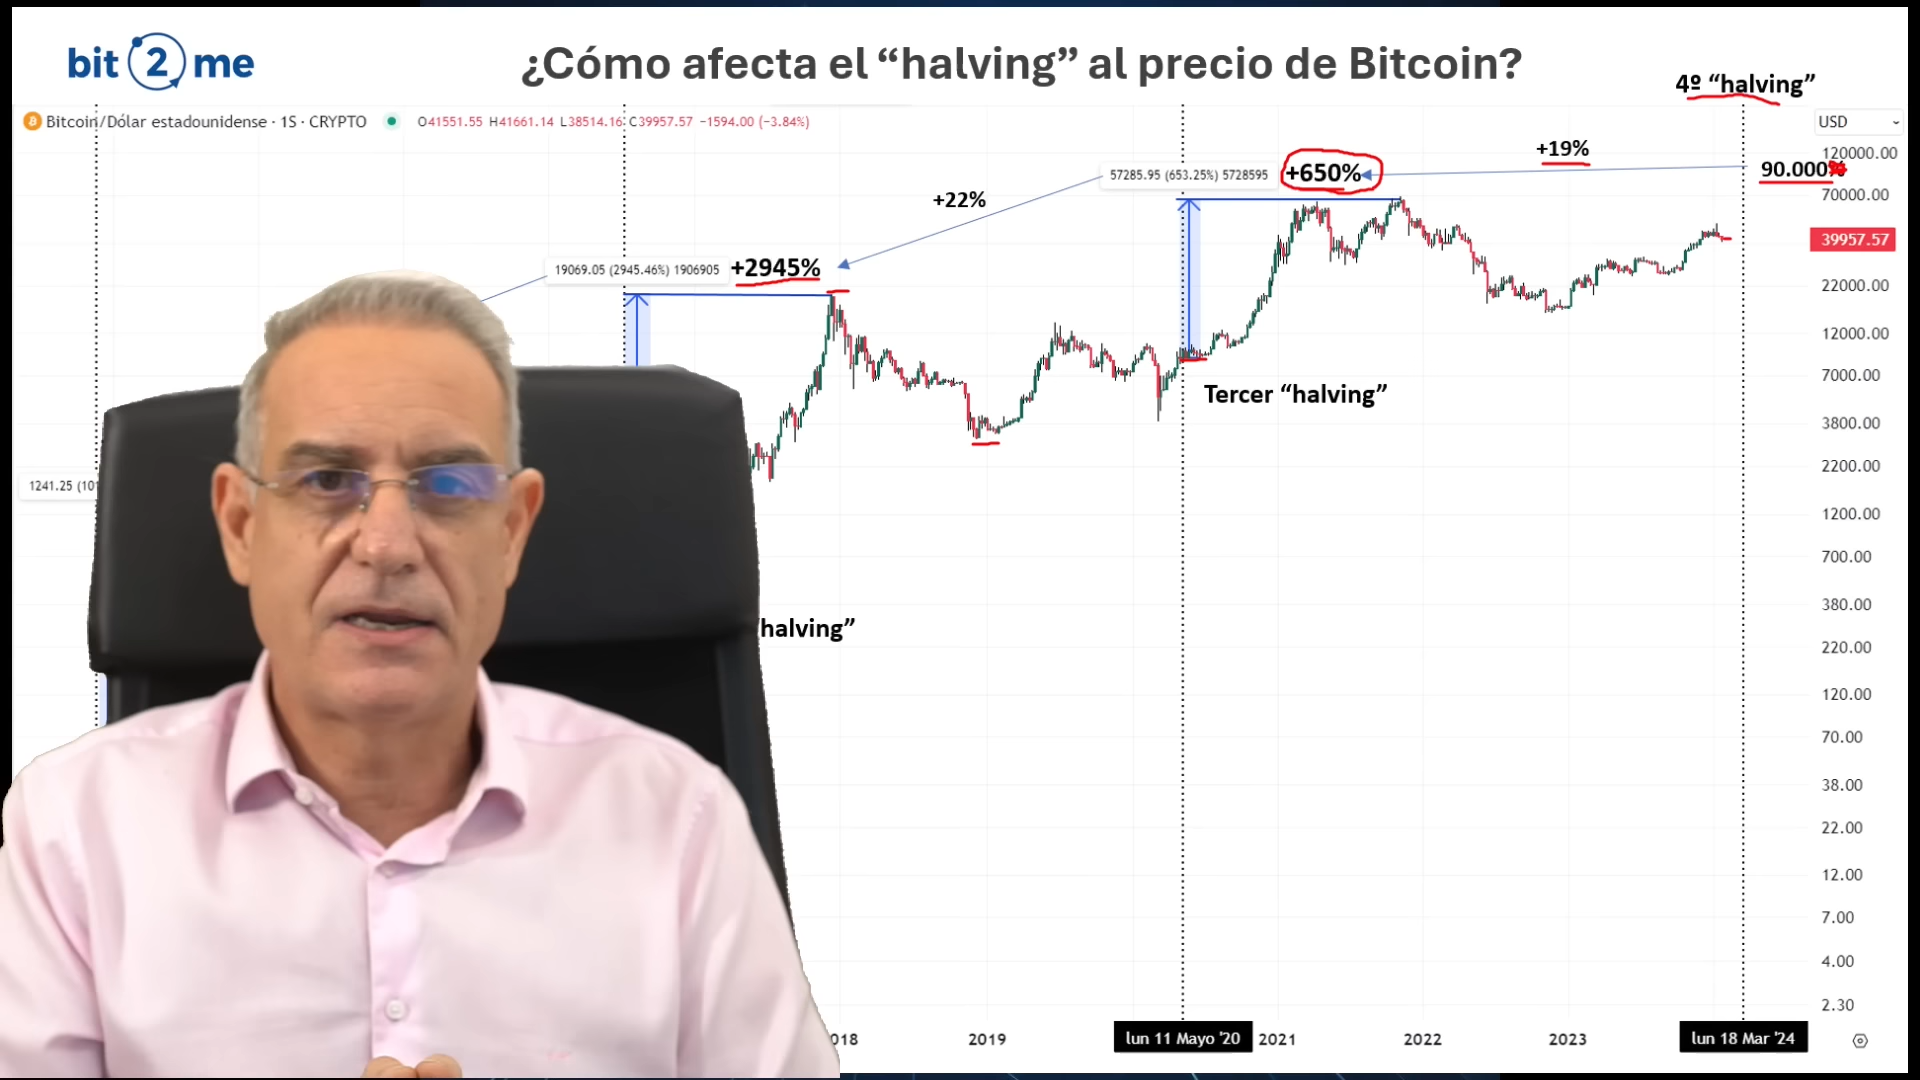 bit 2 me
¿Cómo afecta el “halving” al precio de Bitcoin?
4º “halving”
Bitcoin/Dólar estadounidense · 1S · CRYPTO O41551.55 H41661.14 L38514.16 C39957.57 −1594.00 (−3.84%)
USD
120000.00
+19%
90.000
57285.95 (653.25%) 5728595
+650%
70000.00
+22%
39957.57
19069.05 (2945.46%) 1906905
+2945%
22000.00
12000.00
7000.00
Tercer “halving”
3800.00
2200.00
1241.25 (101
1200.00
700.00
380.00
“halving”
220.00
120.00
70.00
38.00
22.00
12.00
7.00
4.00
2.30
018
2019
lun 11 Mayo '20
2021
2022
2023
lun 18 Mar '24